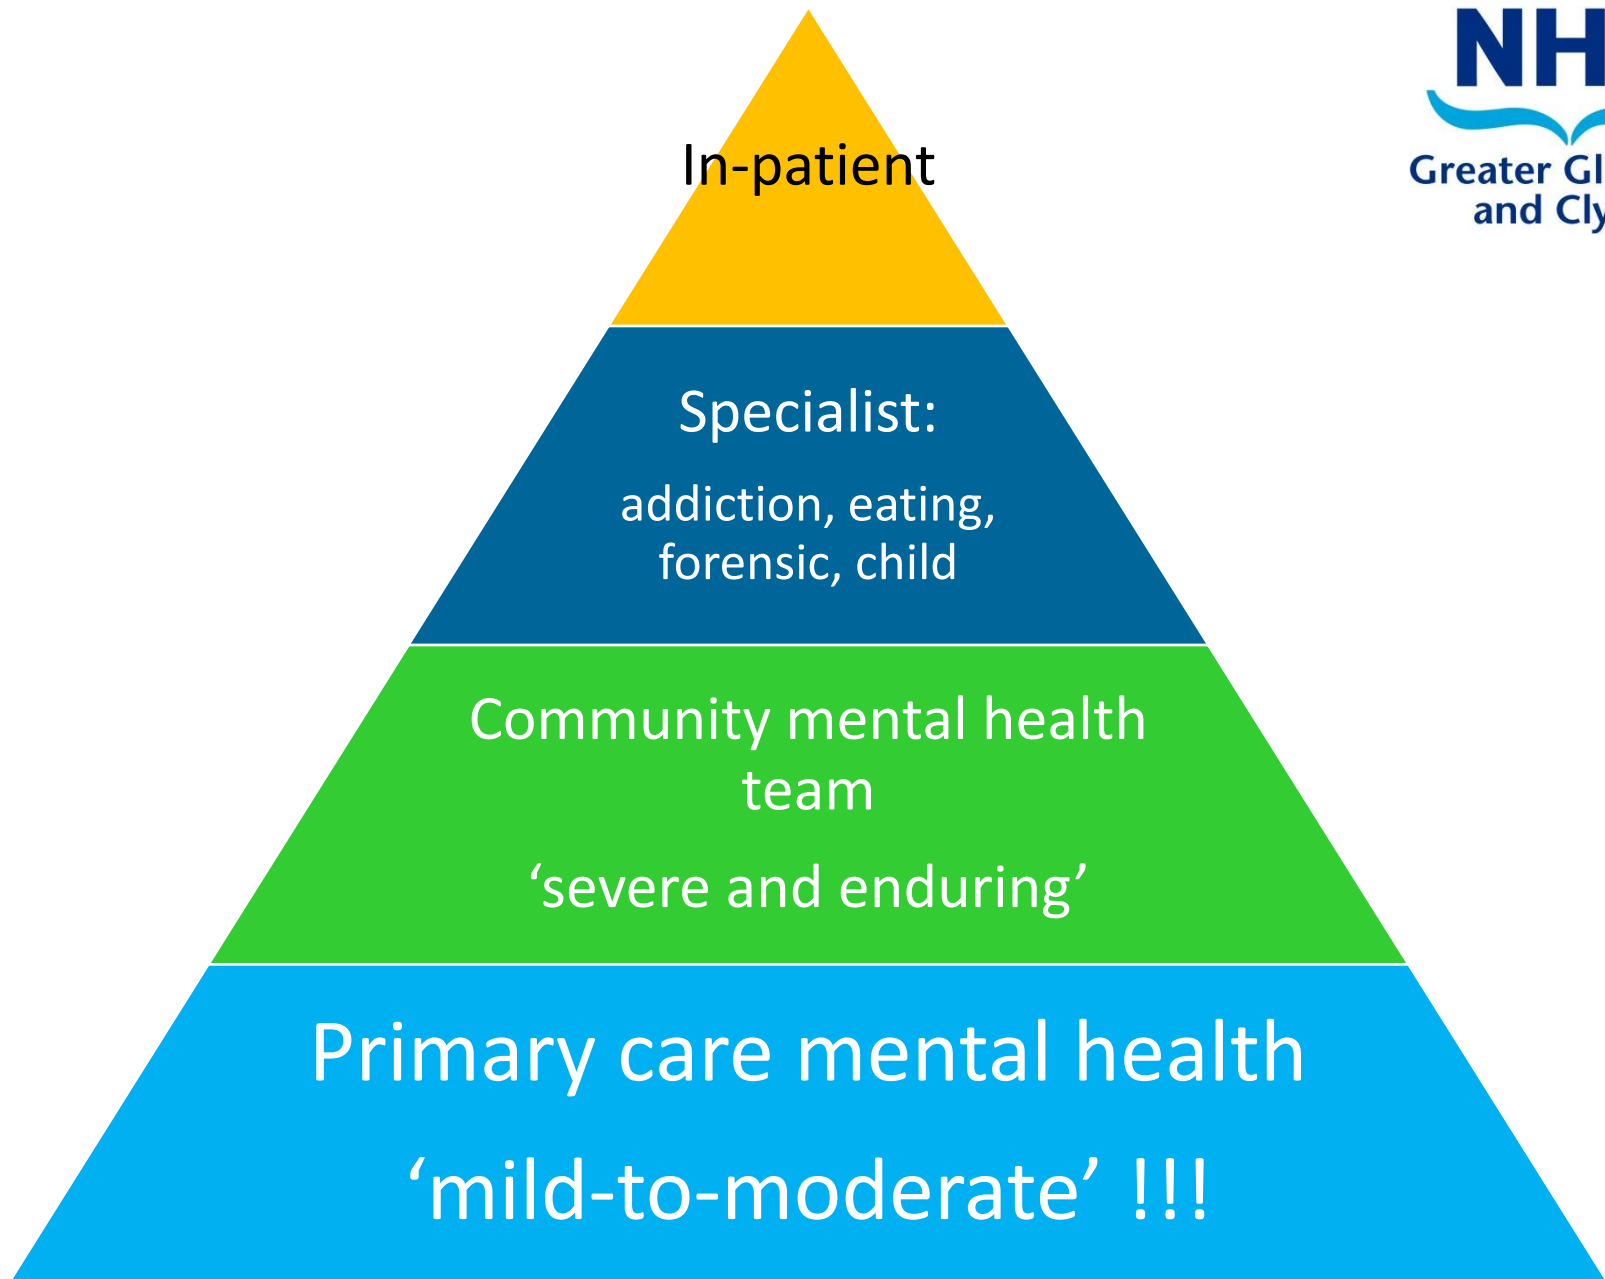 NH
Greater Gl
and Cly
In-patient
Specialist:
addiction, eating,
forensic, child
Community mental health
team
‘severe and enduring’
Primary care mental health
‘mild-to-moderate’ !!!